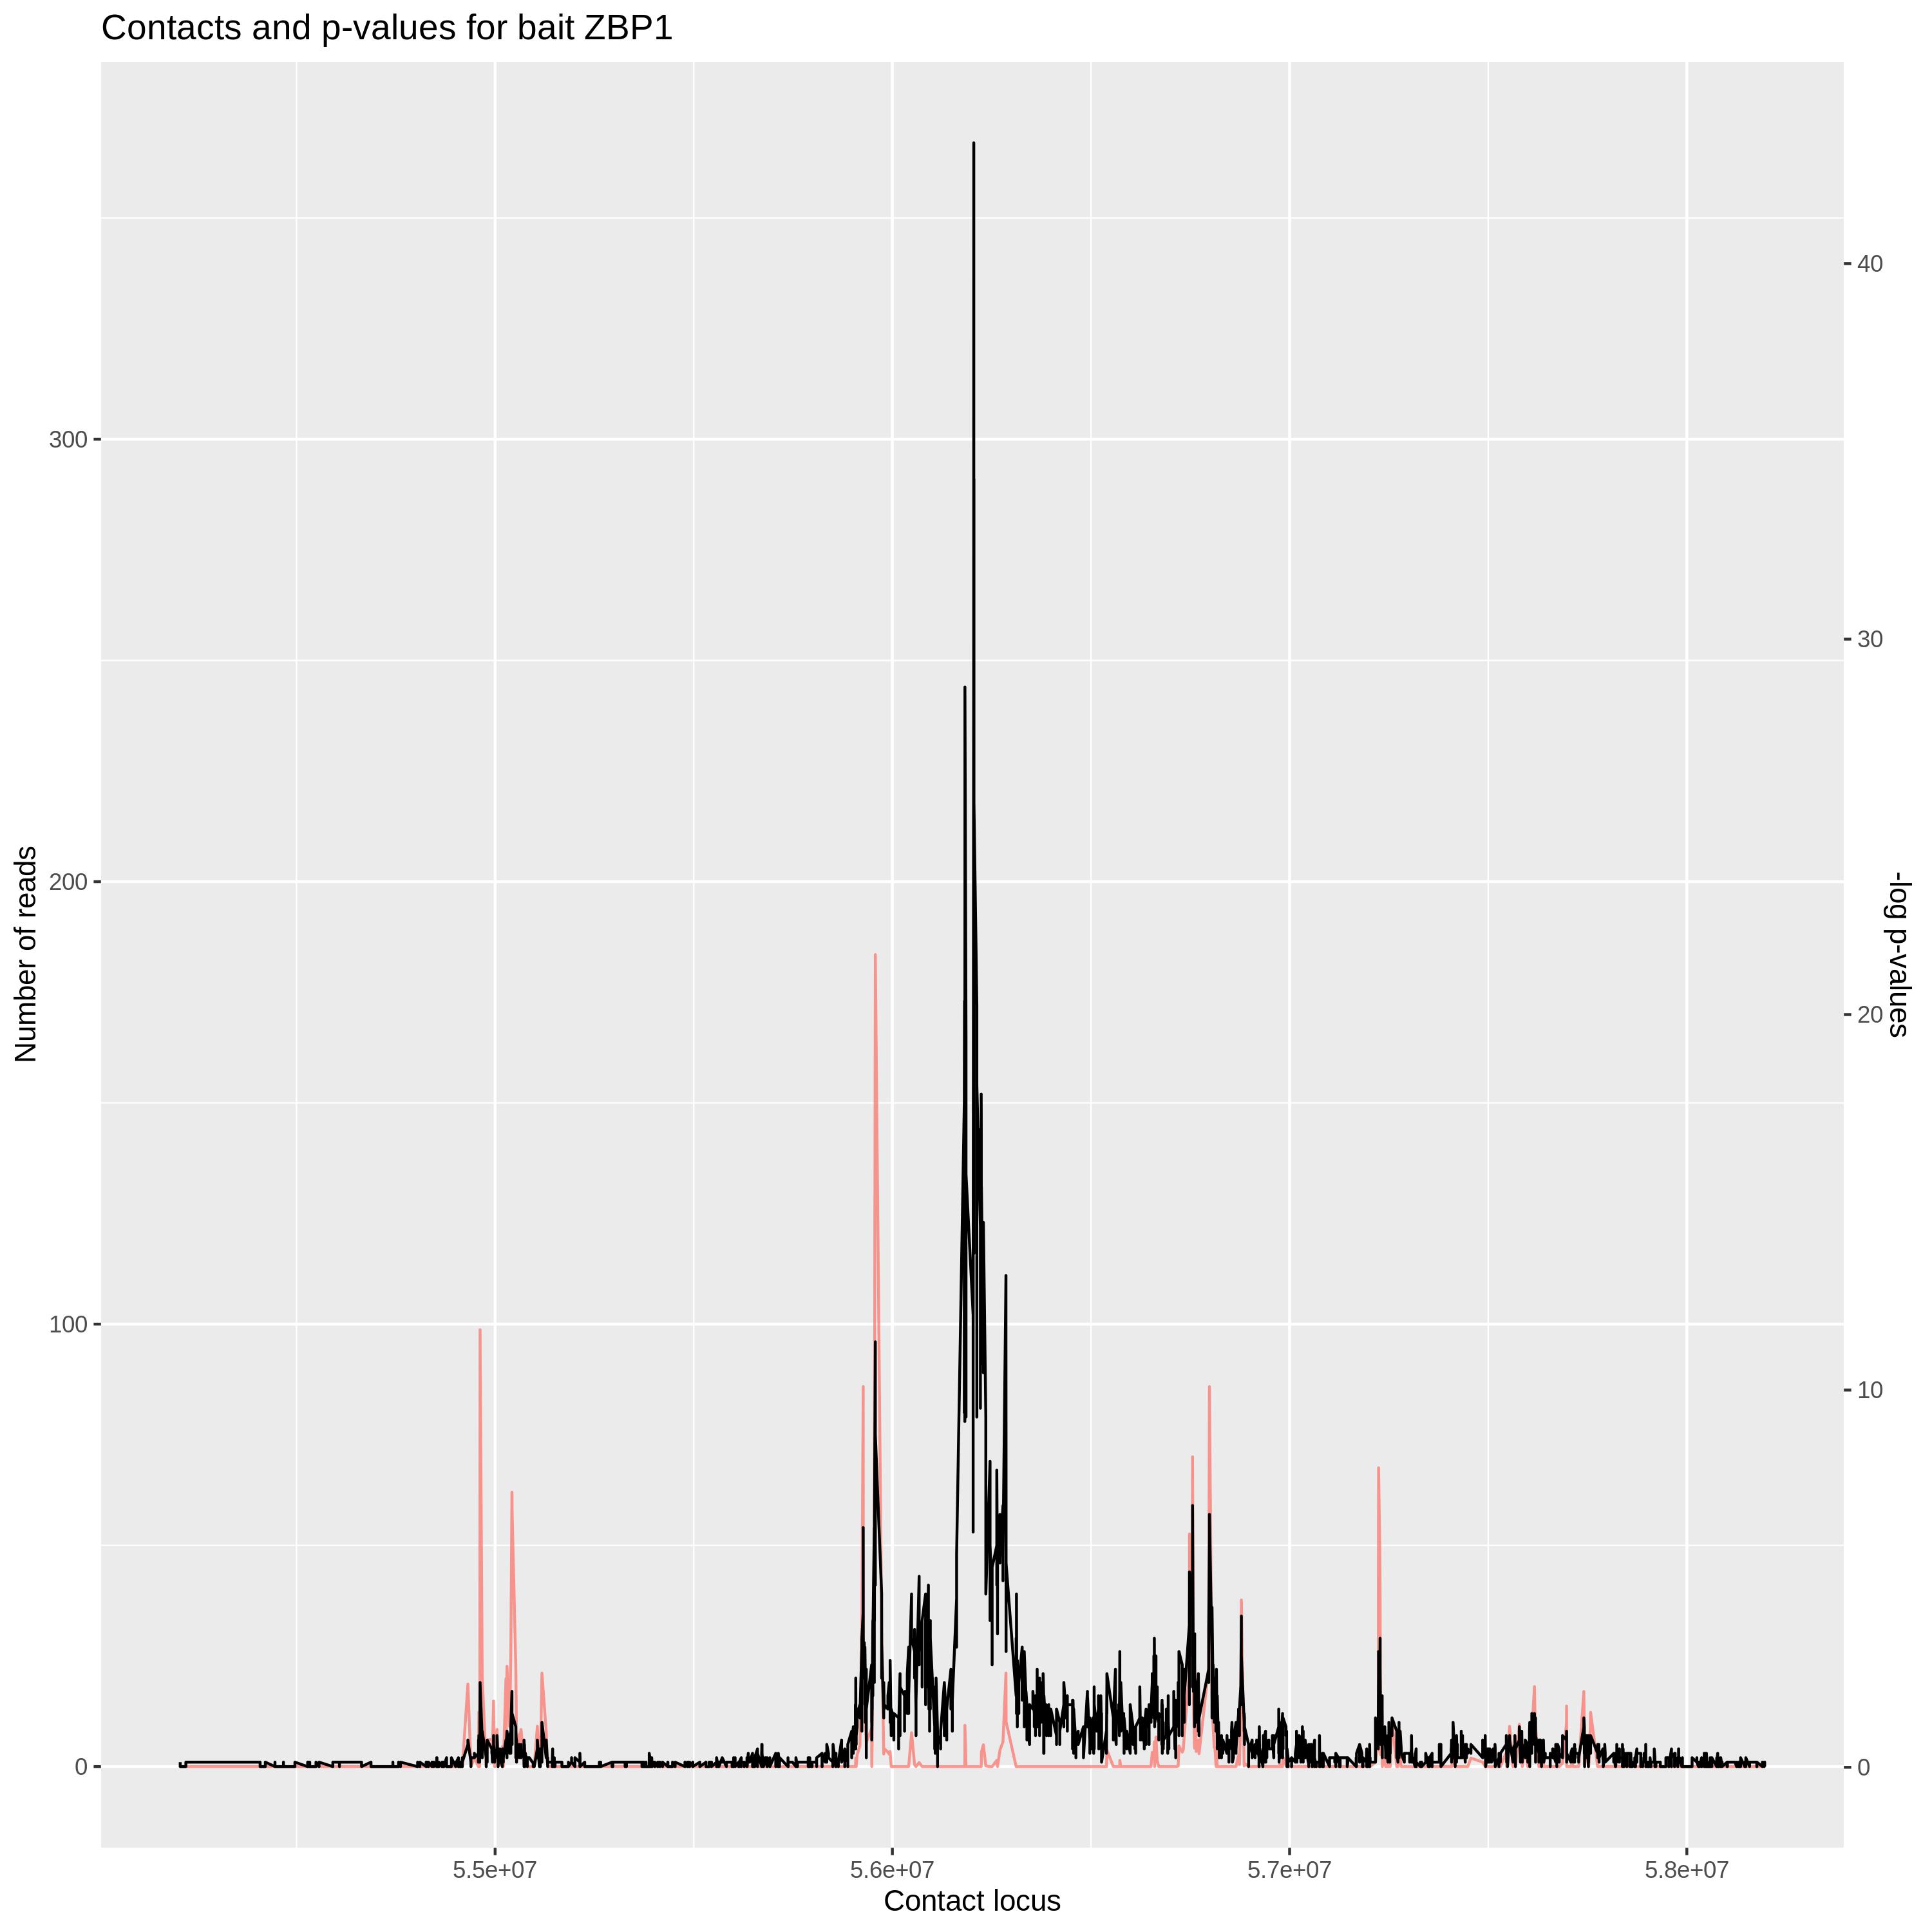 Contacts and p-values for bait ZBP1
Number of reads
300
200
100
0
40
30
20
10
0
-log p-values
5.5e+07 5.6e+07 5.7e+07 5.8e+07
Contact locus